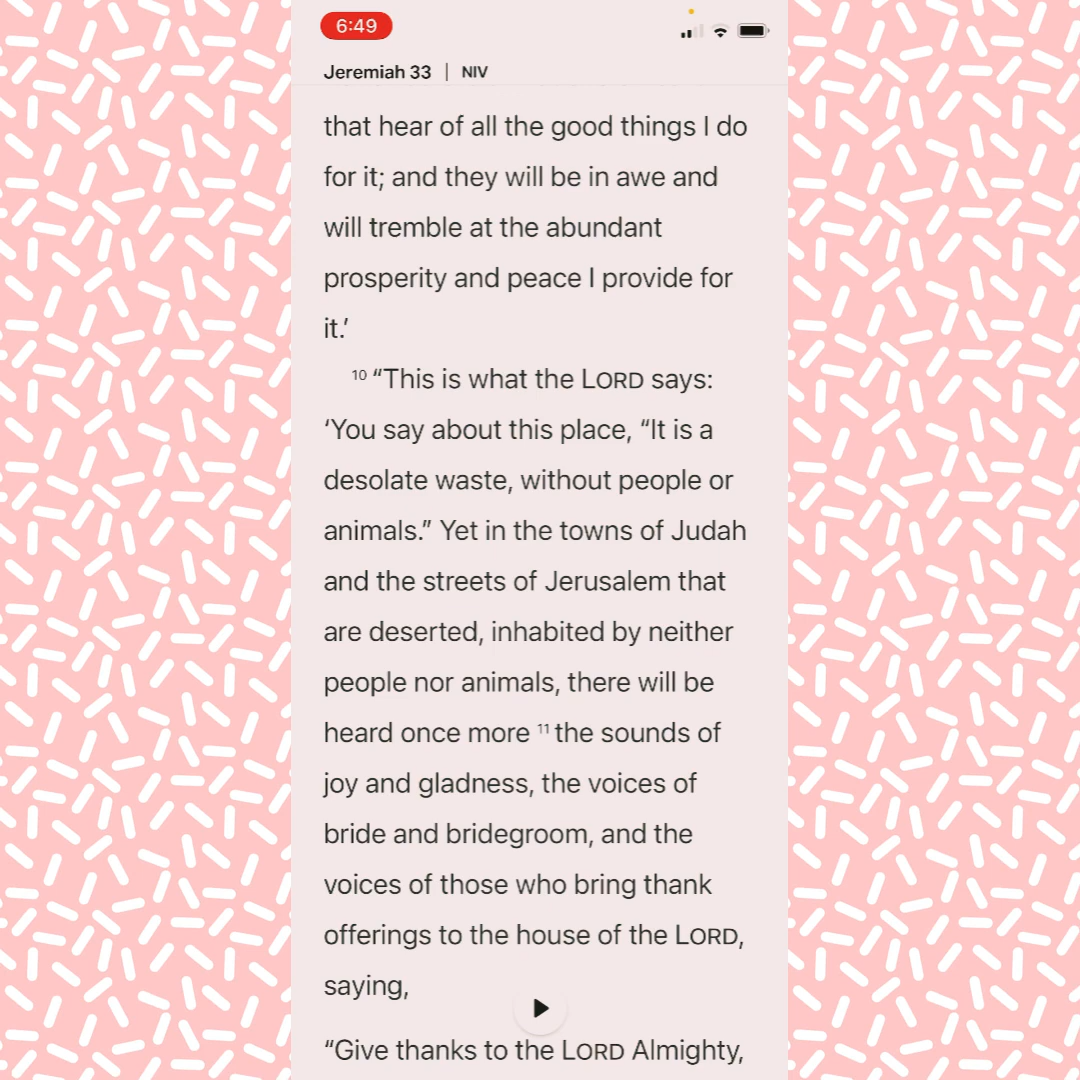 6:49
Jeremiah 33 | NIV
that hear of all the good things I do
for it; and they will be in awe and
will tremble at the abundant
prosperity and peace I provide for
it.’
10 “This is what the LORD says:
‘You say about this place, “It is a
desolate waste, without people or
animals.” Yet in the towns of Judah
and the streets of Jerusalem that
are deserted, inhabited by neither
people nor animals, there will be
heard once more 11 the sounds of
joy and gladness, the voices of
bride and bridegroom, and the
voices of those who bring thank
offerings to the house of the LORD,
saying,
“Give thanks to the LORD Almighty,